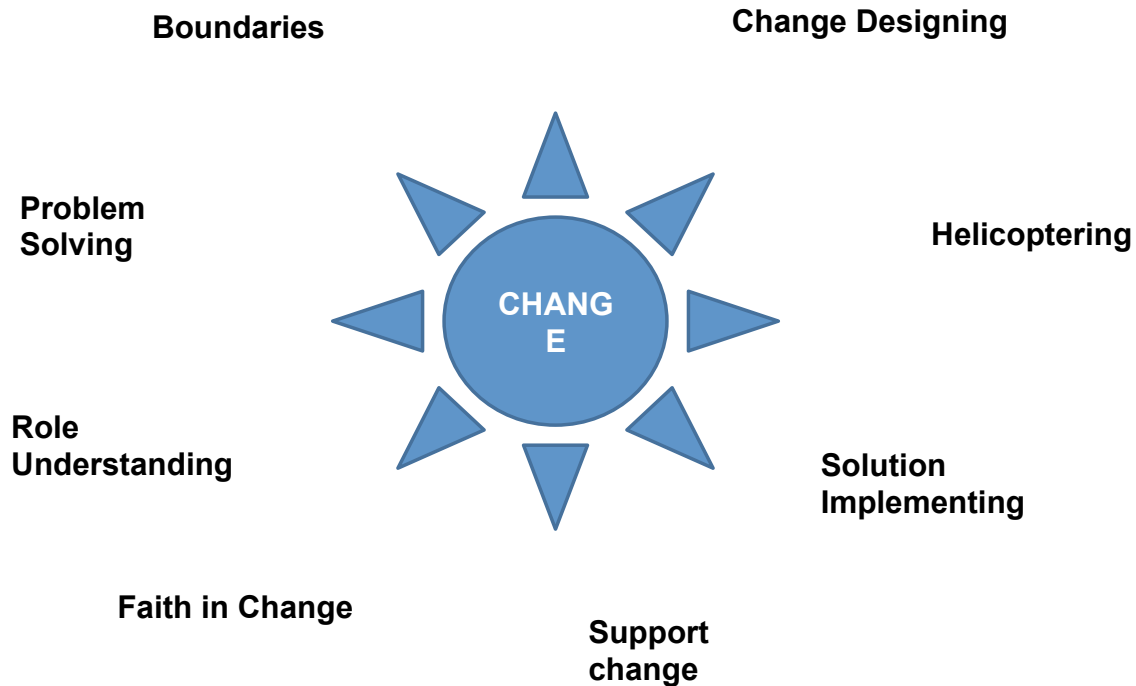 Boundaries
Change Designing
Problem
Solving
Helicoptering
CHANG
E
Role
Understanding
Solution
Implementing
Faith in Change
Support
change